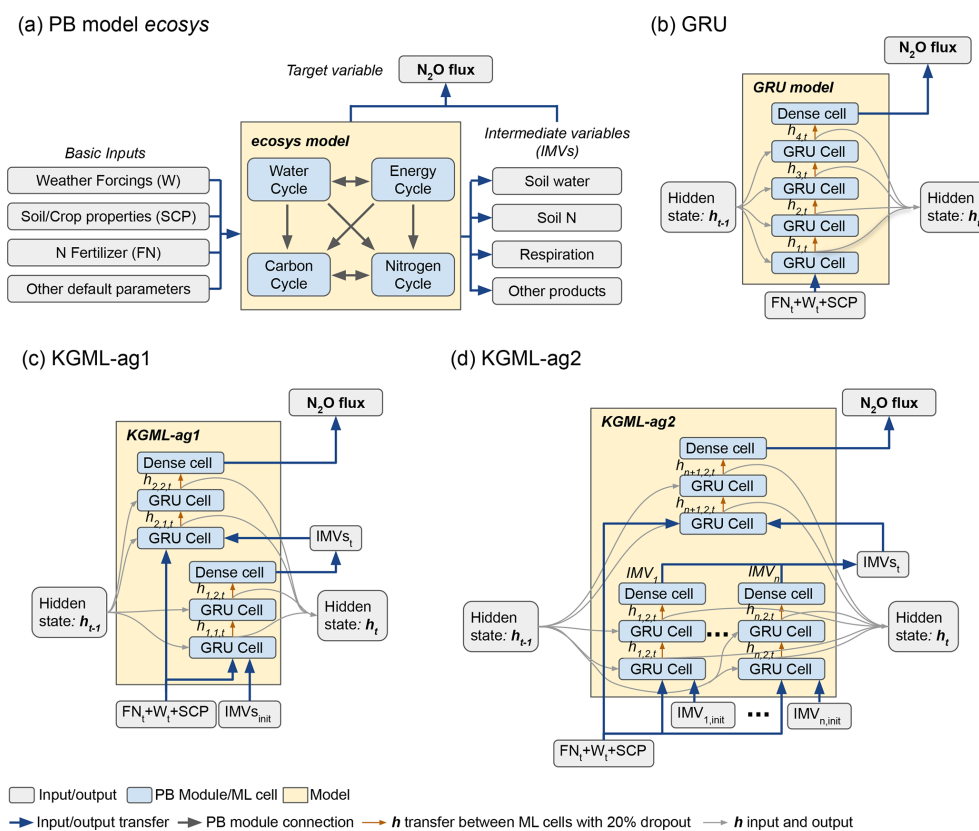 (a) PB model ecosys
Target variable
N2O flux
Basic Inputs
Weather Forcings (W)
Soil/Crop properties (SCP)
N Fertilizer (FN)
Other default parameters
ecosys model
Water
Cycle
Energy
Cycle
Carbon
Cycle
Nitrogen
Cycle
Intermediate variables
(IMVs)
Soil water
Soil N
Respiration
Other products
(b) GRU
N2O flux
GRU model
Dense cell
h4,t
GRU Cell
h3,t
GRU Cell
h2,t
GRU Cell
h1,t
GRU Cell
Hidden
state: ht-1
Hidden
state: ht
FNt+Wt+SCP
(c) KGML-ag1
N2O flux
KGML-ag1
Dense cell
h2,2,t
GRU Cell
h2,1,t
GRU Cell
IMVst
Dense cell
h1,2,t
GRU Cell
h1,1,t
GRU Cell
Hidden
state: ht-1
Hidden
state: ht
FNt+Wt+SCP
IMVsinit
(d) KGML-ag2
N2O flux
KGML-ag2
Dense cell
hn+1,2,t
GRU Cell
hn+1,2,t
GRU Cell
IMVst
IMV1
IMVn
Dense cell
Dense cell
h1,2,t
hn,2,t
GRU Cell
...
GRU Cell
h1,2,t
hn,2,t
GRU Cell
GRU Cell
Hidden
state: ht-1
Hidden
state: ht
IMV1,init
...
IMVn,init
FNt+Wt+SCP
Input/output
PB Module/ML cell
Model
Input/output transfer
PB module connection
h transfer between ML cells with 20% dropout
h input and output